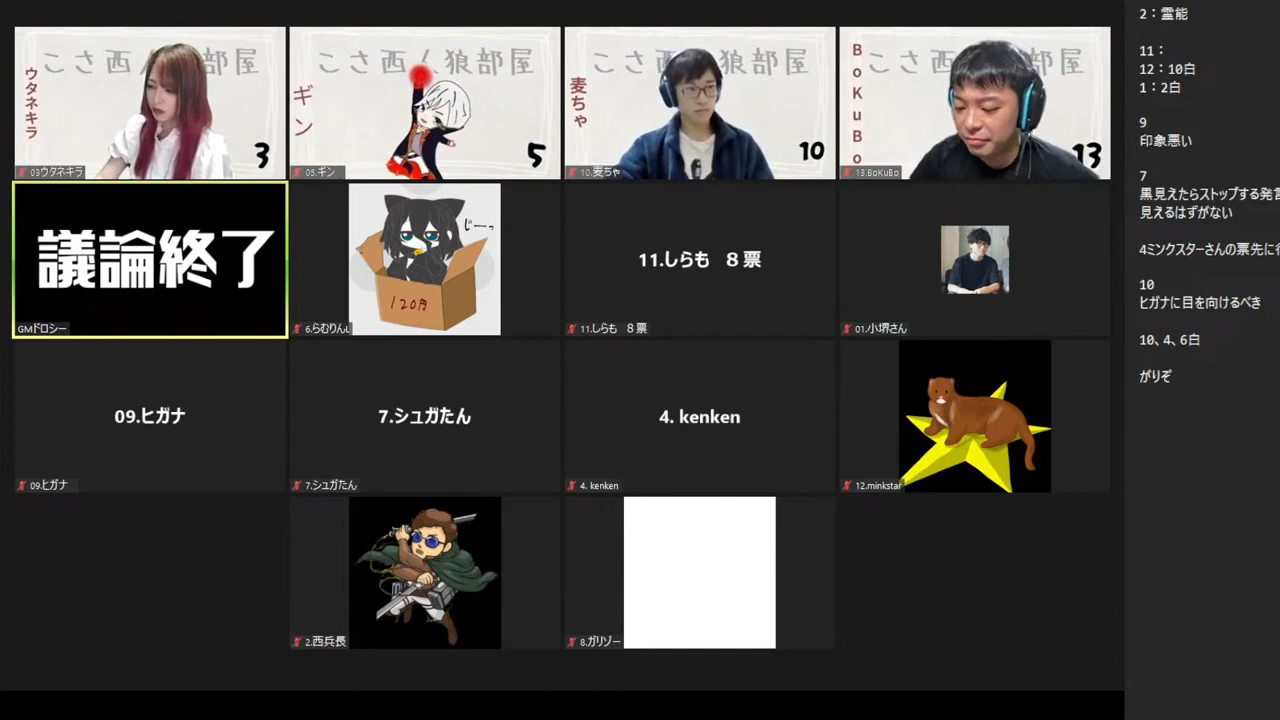 こさ西人狼部屋
ウタネキラ
3
03ウタネキラ
こさ西人狼部屋
ギン
5
05.ギン
こさ西人狼部屋
麦ちゃ
10
10.麦ちゃ
こさ西人狼部屋
BoKuBo
13
13.BoKuBo
議論終了
GMドロシー
じーっ
120円
6.らむりん
11.しらも 8票
11.しらも 8票
01.小堺さん
09.ヒガナ
09.ヒガナ
7.シュガたん
7.シュガたん
4. kenken
4. kenken
12.minkstar
2.西兵長
8.ガリゾー
2：霊能
11：
12：10白
1：2白
9
印象悪い
7
黒見えたらストップする発言
見えるはずがない
4ミンクスターさんの票先に
10
ヒガナに目を向けるべき
10、4、6白
がりぞ